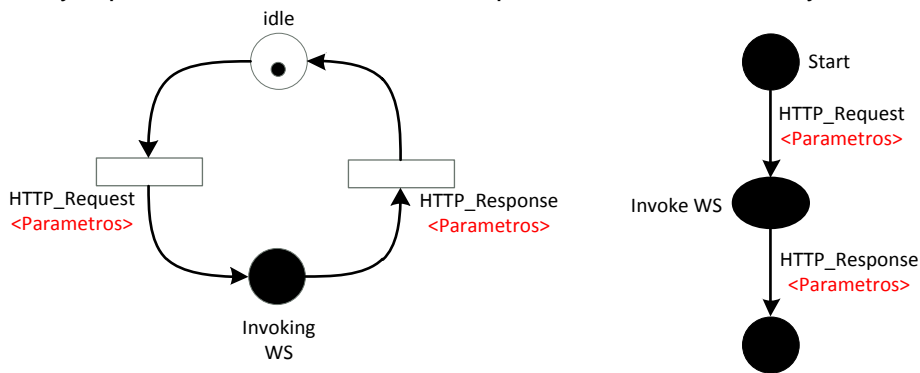 idle
HTTP_Request
<Parametros>
HTTP_Response
<Parametros>
Invoking
WS
Start
HTTP_Request
<Parametros>
Invoke WS
HTTP_Response
<Parametros>